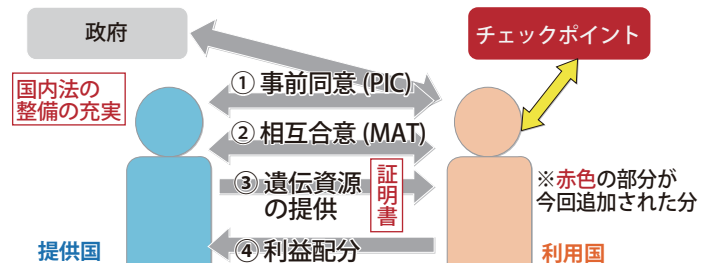 政府
チェックポイント
国内法の
整備の充実
① 事前同意 (PIC)
② 相互合意 (MAT)
③ 遺伝資源
の提供
証明書
④ 利益配分
※赤色の部分が
今回追加された分
提供国
利用国